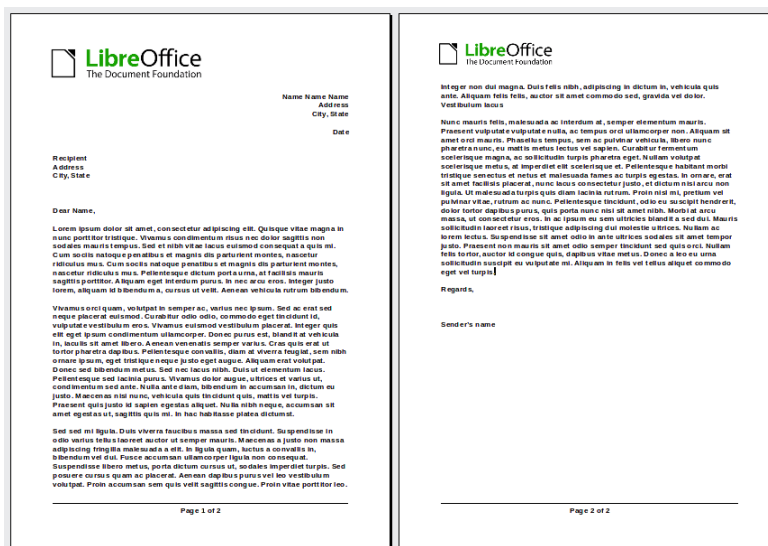 LibreOffice
The Document Foundation
Name Name Name
Address
City, State
Date
Recipient
Address
City, State
Dear Name,
Lorem ipsum dolor sit amet, consectetur adipiscing elit. Quisque vitae magna in
nunc porttitor tristique. Vivamus condimentum risus nec dolor sagittis non
sodales mauris tempus. Sed et nibh vitae lacus euismod consequat a quis mi.
Cum sociis natoque penatibus et magnis dis parturient montes, nascetur
ridiculus mus. Cum sociis natoque penatibus et magnis dis parturient montes,
nascetur ridiculus mus. Pellentesque dictum porta urna, at facilisis mauris
sagittis porttitor. Aliquam eget interdum purus. In nec arcu eros. Integer justo
lorem, aliquam id bibendum a, cursus ut velit. Aenean vehicula rutrum bibendum.
Vivamus orci quam, volutpat in semper ac, varius nec ipsum. Sed ac erat sed
neque placerat euismod. Curabitur odio odio, commodo eget tincidunt id,
vulputate vestibulum eros. Vivamus euismod vestibulum placerat. Integer quis
elit eget ipsum condimentum ullamcorper. Donec purus est, blandit at vehicula
in, iaculis sit amet libero. Aenean venenatis semper varius. Cras quis erat ut
tortor pharetra dapibus. Pellentesque convallis, diam at viverra feugiat, sem nibh
ornare ipsum, eget tristique neque justo eget augue. Aliquam erat volutpat.
Donec sed bibendum metus. Sed nec lacus nibh. Duis ut elementum lacus.
Pellentesque sed lacinia purus. Vivamus dolor augue, ultrices et varius ut,
condimentum sed ante. Nulla ante diam, bibendum in accumsan in, dictum eu
justo. Maecenas nisi nunc, vehicula quis tincidunt quis, mattis vel turpis.
Praesent quis justo id sapien egestas aliquet. Nulla nibh neque, accumsan sit
amet egestas ut, sagittis quis mi. In hac habitasse platea dictumst.
Sed sed mi ligula. Duis viverra faucibus massa sed tincidunt. Suspendisse in
odio varius tellus laoreet auctor ut semper mauris. Maecenas a justo non massa
adipiscing fringilla malesuada a elit. In ligula quam, luctus a convallis in,
bibendum vel dui. Fusce accumsan ullamcorper ligula non consequat.
Suspendisse libero metus, porta dictum cursus ut, sodales imperdiet turpis. Sed
posuere cursus quam ac placerat. Aenean dapibus purus vel leo vestibulum
volutpat. Proin accumsan sem quis velit sagittis congue. Proin vitae porttitor leo.
Page 1 of 2
LibreOffice
The Document Foundation
Integer non dui magna. Duis felis nibh, adipiscing in dictum in, vehicula quis
ante. Aliquam felis felis, auctor sit amet commodo sed, gravida vel dolor.
Vestibulum lacus
Nunc mauris felis, malesuada ac interdum at, semper elementum mauris.
Praesent vulputate vulputate nulla, ac tempus orci ullamcorper non. Aliquam sit
amet orci mauris. Phasellus tempus, sem ac pulvinar vehicula, libero nunc
pharetra nunc, eu mattis metus lectus vel sapien. Curabitur fermentum
scelerisque magna, ac sollicitudin turpis pharetra eget. Nullam volutpat
scelerisque metus, at imperdiet elit scelerisque et. Pellentesque habitant morbi
tristique senectus et netus et malesuada fames ac turpis egestas. In ornare, erat
sit amet facilisis placerat, nunc lacus consectetur justo, et dictum nisi arcu non
ligula. Ut malesuada turpis quis diam lacinia rutrum. Proin nisl mi, pretium vel
pulvinar vitae, rutrum ac nunc. Pellentesque tincidunt, odio eu suscipit hendrerit,
dolor tortor dapibus purus, quis porta nunc nisl sit amet nibh. Morbi at arcu
massa, ut consectetur eros. In ac ipsum eu sem ultricies blandit a sed dui. Mauris
sollicitudin laoreet risus, tristique adipiscing dui molestie ultrices. Nullam ac
lorem lectus. Suspendisse sit amet odio in ante ultrices sodales sit amet tempor
justo. Praesent non mauris sit amet odio semper tincidunt sed quis orci. Nullam
felis tortor, auctor id congue quis, dapibus vitae metus. Donec a leo eu urna
sollicitudin suscipit eu vulputate mi. Aliquam in felis vel tellus aliquet commodo
eget vel turpis
Regards,
Sender's name
Page 2 of 2